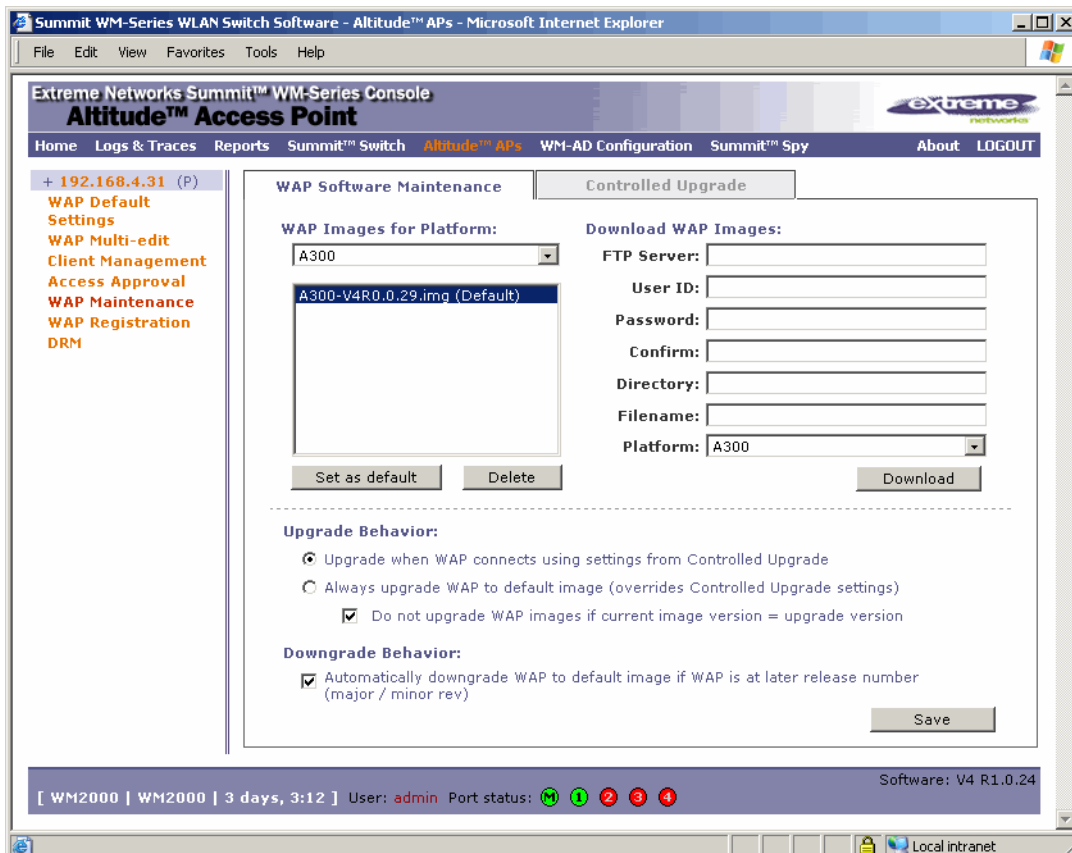 Summit WM-Series WLAN Switch Software - Altitude™ APs - Microsoft Internet Explorer
File Edit View Favorites Tools Help
Extreme Networks Summit™ WM-Series Console
Altitude™ Access Point
extreme
networks
Home Logs & Traces Reports Summit™ Switch Altitude™ APs WM-AD Configuration Summit™ Spy About LOGOUT
+ 192.168.4.31 (P)
WAP Default
Settings
WAP Multi-edit
Client Management
Access Approval
WAP Maintenance
WAP Registration
DRM
WAP Software Maintenance
Controlled Upgrade
WAP Images for Platform:
A300
A300-V4R0.0.29.img (Default)
Set as default
Delete
Download WAP Images:
FTP Server:
User ID:
Password:
Confirm:
Directory:
Filename:
Platform: A300
Download
Upgrade Behavior:
Upgrade when WAP connects using settings from Controlled Upgrade
Always upgrade WAP to default image (overrides Controlled Upgrade settings)
Do not upgrade WAP images if current image version = upgrade version
Downgrade Behavior:
Automatically downgrade WAP to default image if WAP is at later release number
(major / minor rev)
Save
Software: V4 R1.0.24
[ WM2000 | WM2000 | 3 days, 3:12 ] User: admin Port status: M 1 2 3 4
Local intranet